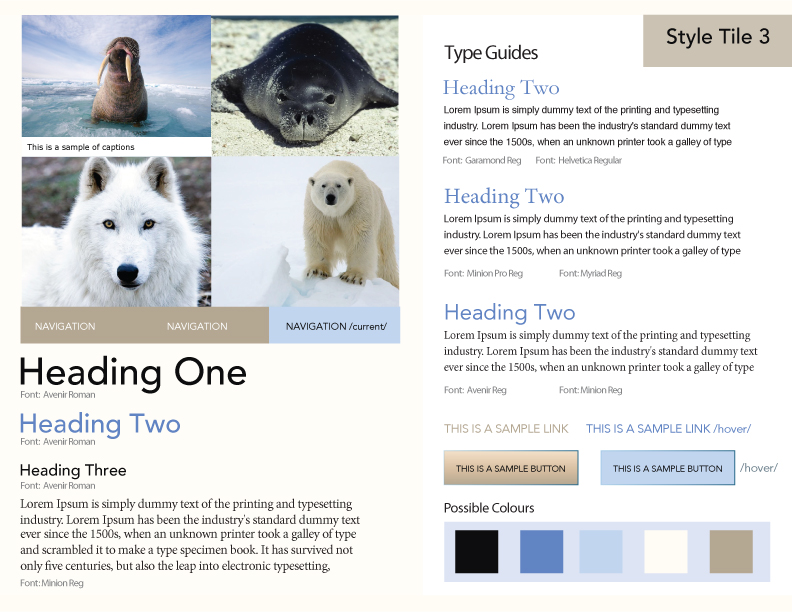 This is a sample of captions
NAVIGATION
NAVIGATION
NAVIGATION /current/
Heading One
Font: Avenir Roman
Heading Two
Font: Avenir Roman
Heading Three
Font: Avenir Roman
Lorem Ipsum is simply dummy text of the printing and typesetting
industry. Lorem Ipsum has been the industry's standard dummy text
ever since the 1500s, when an unknown printer took a galley of type
and scrambled it to make a type specimen book. It has survived not
only five centuries, but also the leap into electronic typesetting,
Font: Minion Reg
Style Tile 3
Type Guides
Heading Two
Lorem Ipsum is simply dummy text of the printing and typesetting
industry. Lorem Ipsum has been the industry's standard dummy text
ever since the 1500s, when an unknown printer took a galley of type
Font: Garamond Reg Font: Helvetica Regular
Heading Two
Lorem Ipsum is simply dummy text of the printing and typesetting
industry. Lorem Ipsum has been the industry's standard dummy text
ever since the 1500s, when an unknown printer took a galley of type
Font: Minion Pro Reg Font: Myriad Reg
Heading Two
Lorem Ipsum is simply dummy text of the printing and typesetting
industry. Lorem Ipsum has been the industry's standard dummy text
ever since the 1500s, when an unknown printer took a galley of type
Font: Avenir Reg Font: Minion Reg
THIS IS A SAMPLE LINK THIS IS A SAMPLE LINK /hover/
THIS IS A SAMPLE BUTTON THIS IS A SAMPLE BUTTON /hover/
Possible Colours